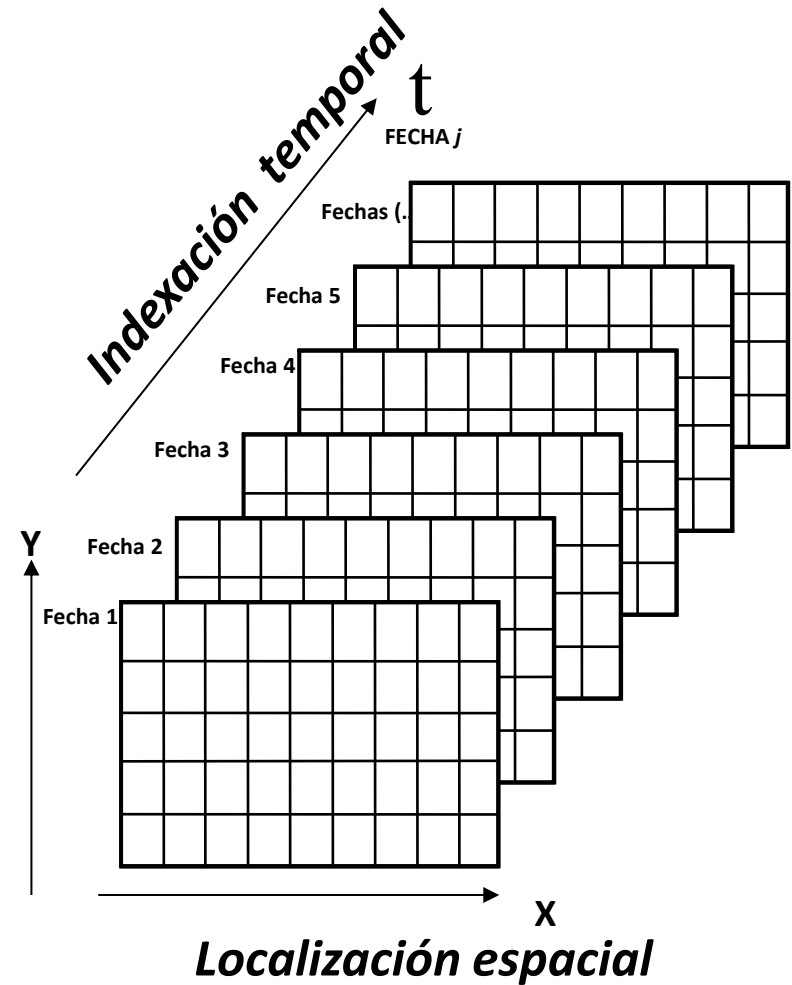 Indexación temporal
t
FECHA j
Fechas (..
Fecha 5
Fecha 4
Fecha 3
Fecha 2
Y
Fecha 1
X
Localización espacial